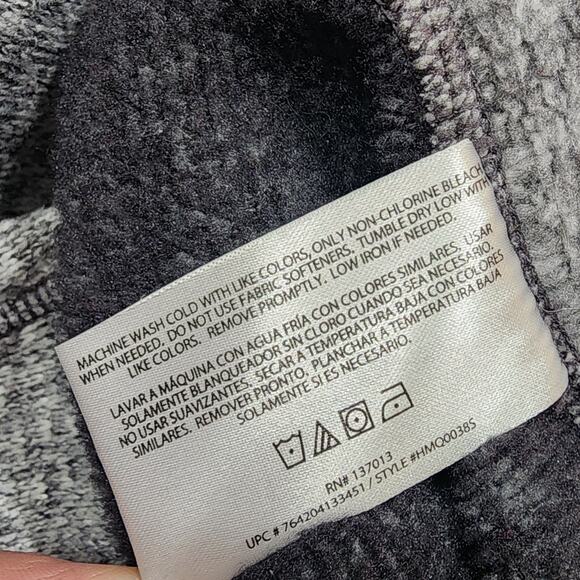 MACHINE WASH COLD WITH LIKE COLORS, ONLY NON-CHLORINE BLEACH
WHEN NEEDED. DO NOT USE FABRIC SOFTENERS. TUMBLE DRY LOW WITH
LIKE COLORS. REMOVE PROMPTLY. LOW IRON IF NEEDED.
LAVAR A MÁQUINA CON AGUA FRÍA CON COLORES SIMILARES. USAR
SOLAMENTE BLANQUEADOR SIN CLORO CUANDO SEA NECESARIO.
NO USAR SUAVIZANTES. SECAR A TEMPERATURA BAJA CON COLORES
SIMILARES. REMOVER PRONTO. PLANCHAR A TEMPERATURA BAJA
SOLAMENTE SI ES NECESARIO.
RN# 137013
UPC # 764204133451 / STYLE #HMQ0038S